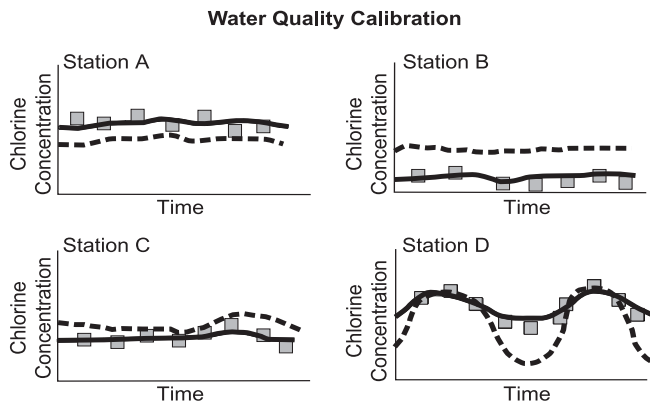 Water Quality Calibration
Station A
Chlorine
Concentration
Time
Station B
Chlorine
Concentration
Time
Station C
Chlorine
Concentration
Time
Station D
Chlorine
Concentration
Time